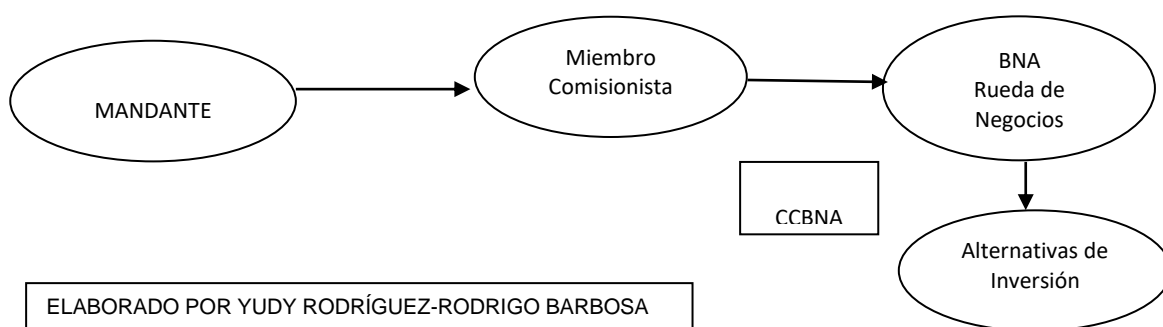 MANDANTE
Miembro
Comisionista
BNA
Rueda de
Negocios
CCBNA
Alternativas de
Inversión
ELABORADO POR YUDY RODRÍGUEZ-RODRIGO BARBOSA